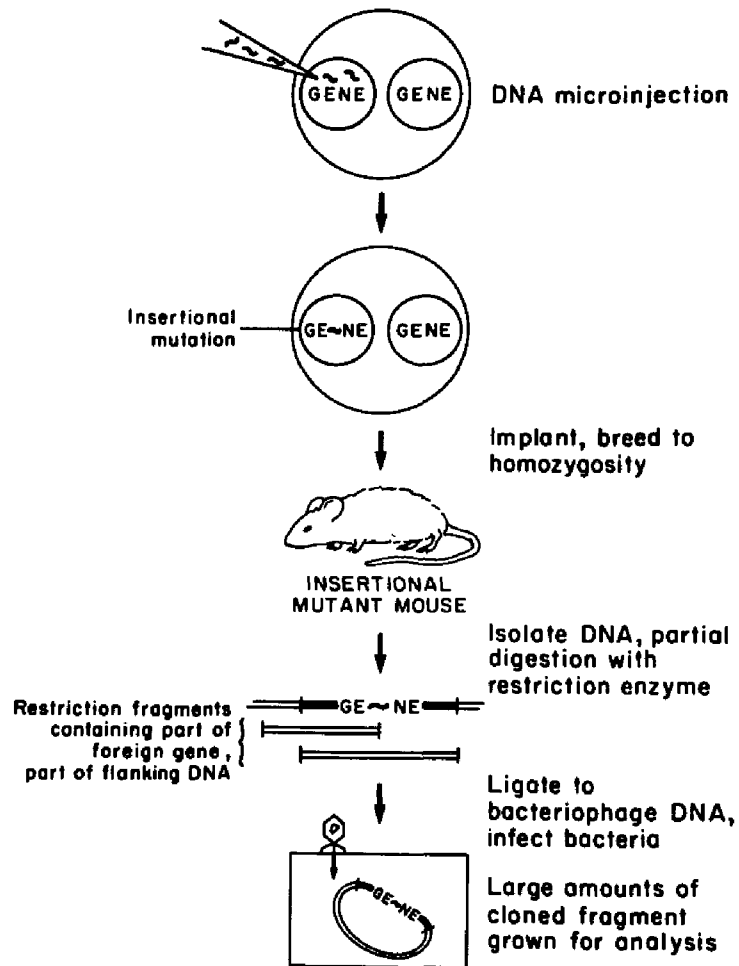 GENE GENE
DNA microinjection
Insertional
mutation
GE~NE GENE
Implant, breed to
homozygosity
INSERTIONAL
MUTANT MOUSE
Isolate DNA, partial
digestion with
restriction enzyme
GE~NE
Restriction fragments
containing part of
foreign gene,
part of flanking DNA
Ligate to
bacteriophage DNA,
infect bacteria
GE~NE
Large amounts of
cloned fragment
grown for analysis